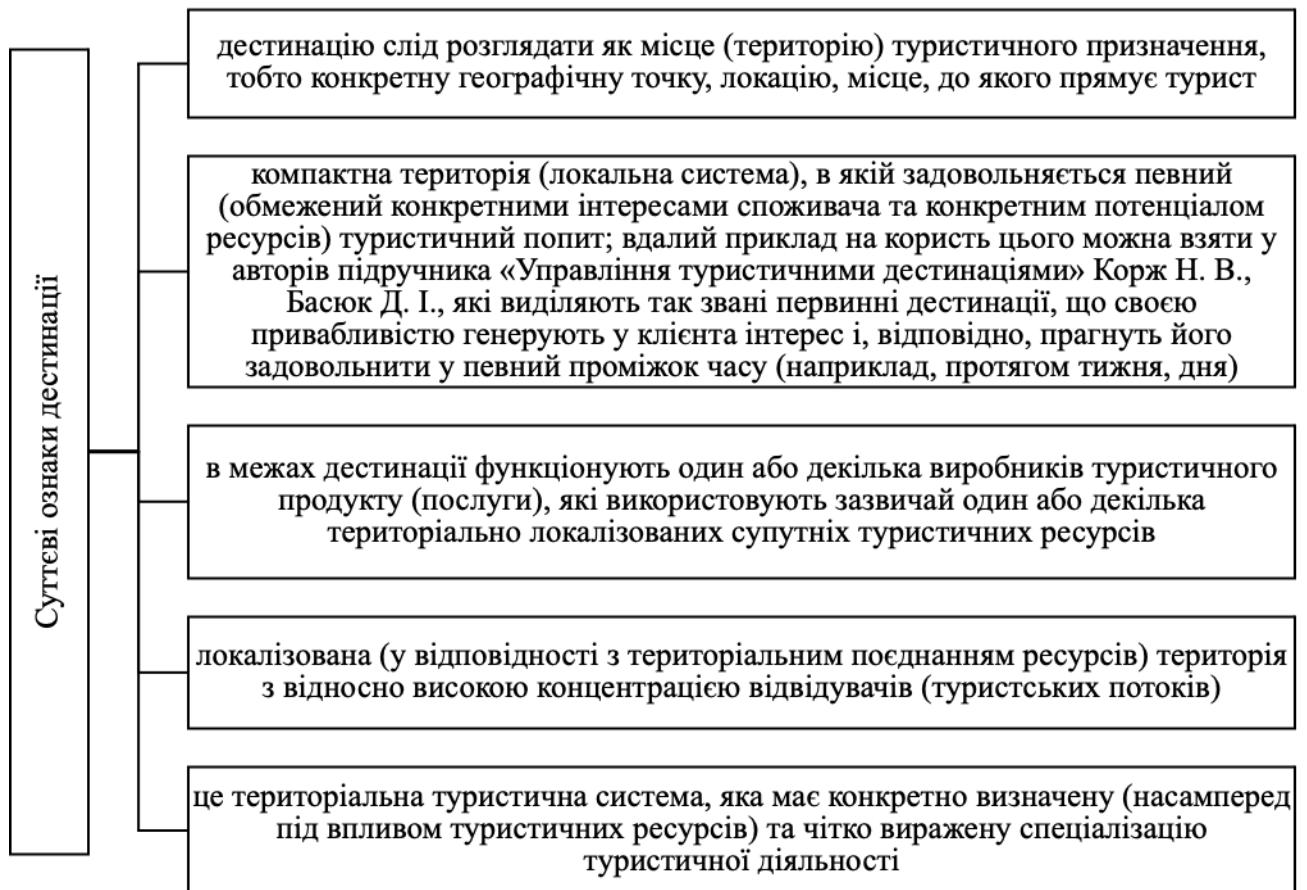 Суттєві ознаки дестинації
дестинацію слід розглядати як місце (територію) туристичного призначення,
тобто конкретну географічну точку, локацію, місце, до якого прямує турист
компактна територія (локальна система), в якій задовольняється певний
(обмежений конкретними інтересами споживача та конкретним потенціалом
ресурсів) туристичний попит; вдалий приклад на користь цього можна взяти у
авторів підручника «Управління туристичними дестинаціями» Корж Н. В.,
Басюк Д. І., які виділяють так звані первинні дестинації, що своєю
привабливістю генерують у клієнта інтерес і, відповідно, прагнуть його
задовольнити у певний проміжок часу (наприклад, протягом тижня, дня)
в межах дестинації функціонують один або декілька виробників туристичного
продукту (послуги), які використовують зазвичай один або декілька
територіально локалізованих супутніх туристичних ресурсів
локалізована (у відповідності з територіальним поєднанням ресурсів) територія
з відносно високою концентрацією відвідувачів (туристських потоків)
це територіальна туристична система, яка має конкретно визначену (насамперед
під впливом туристичних ресурсів) та чітко виражену спеціалізацію
туристичної діяльності